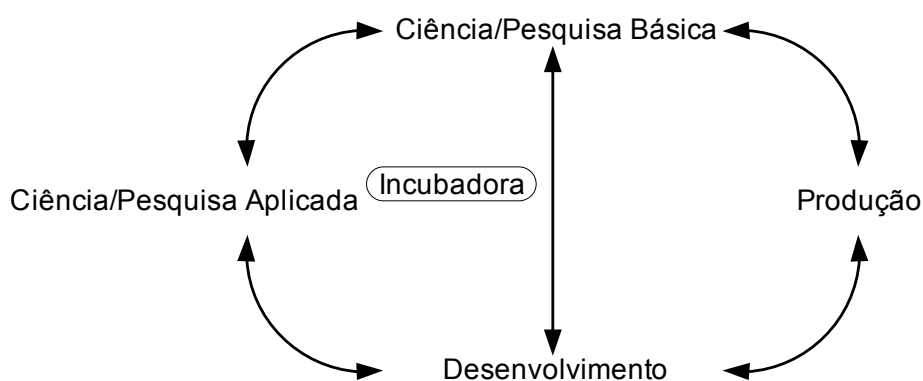 Ciência/Pesquisa Básica
Incubadora
Ciência/Pesquisa Aplicada
Produção
Desenvolvimento